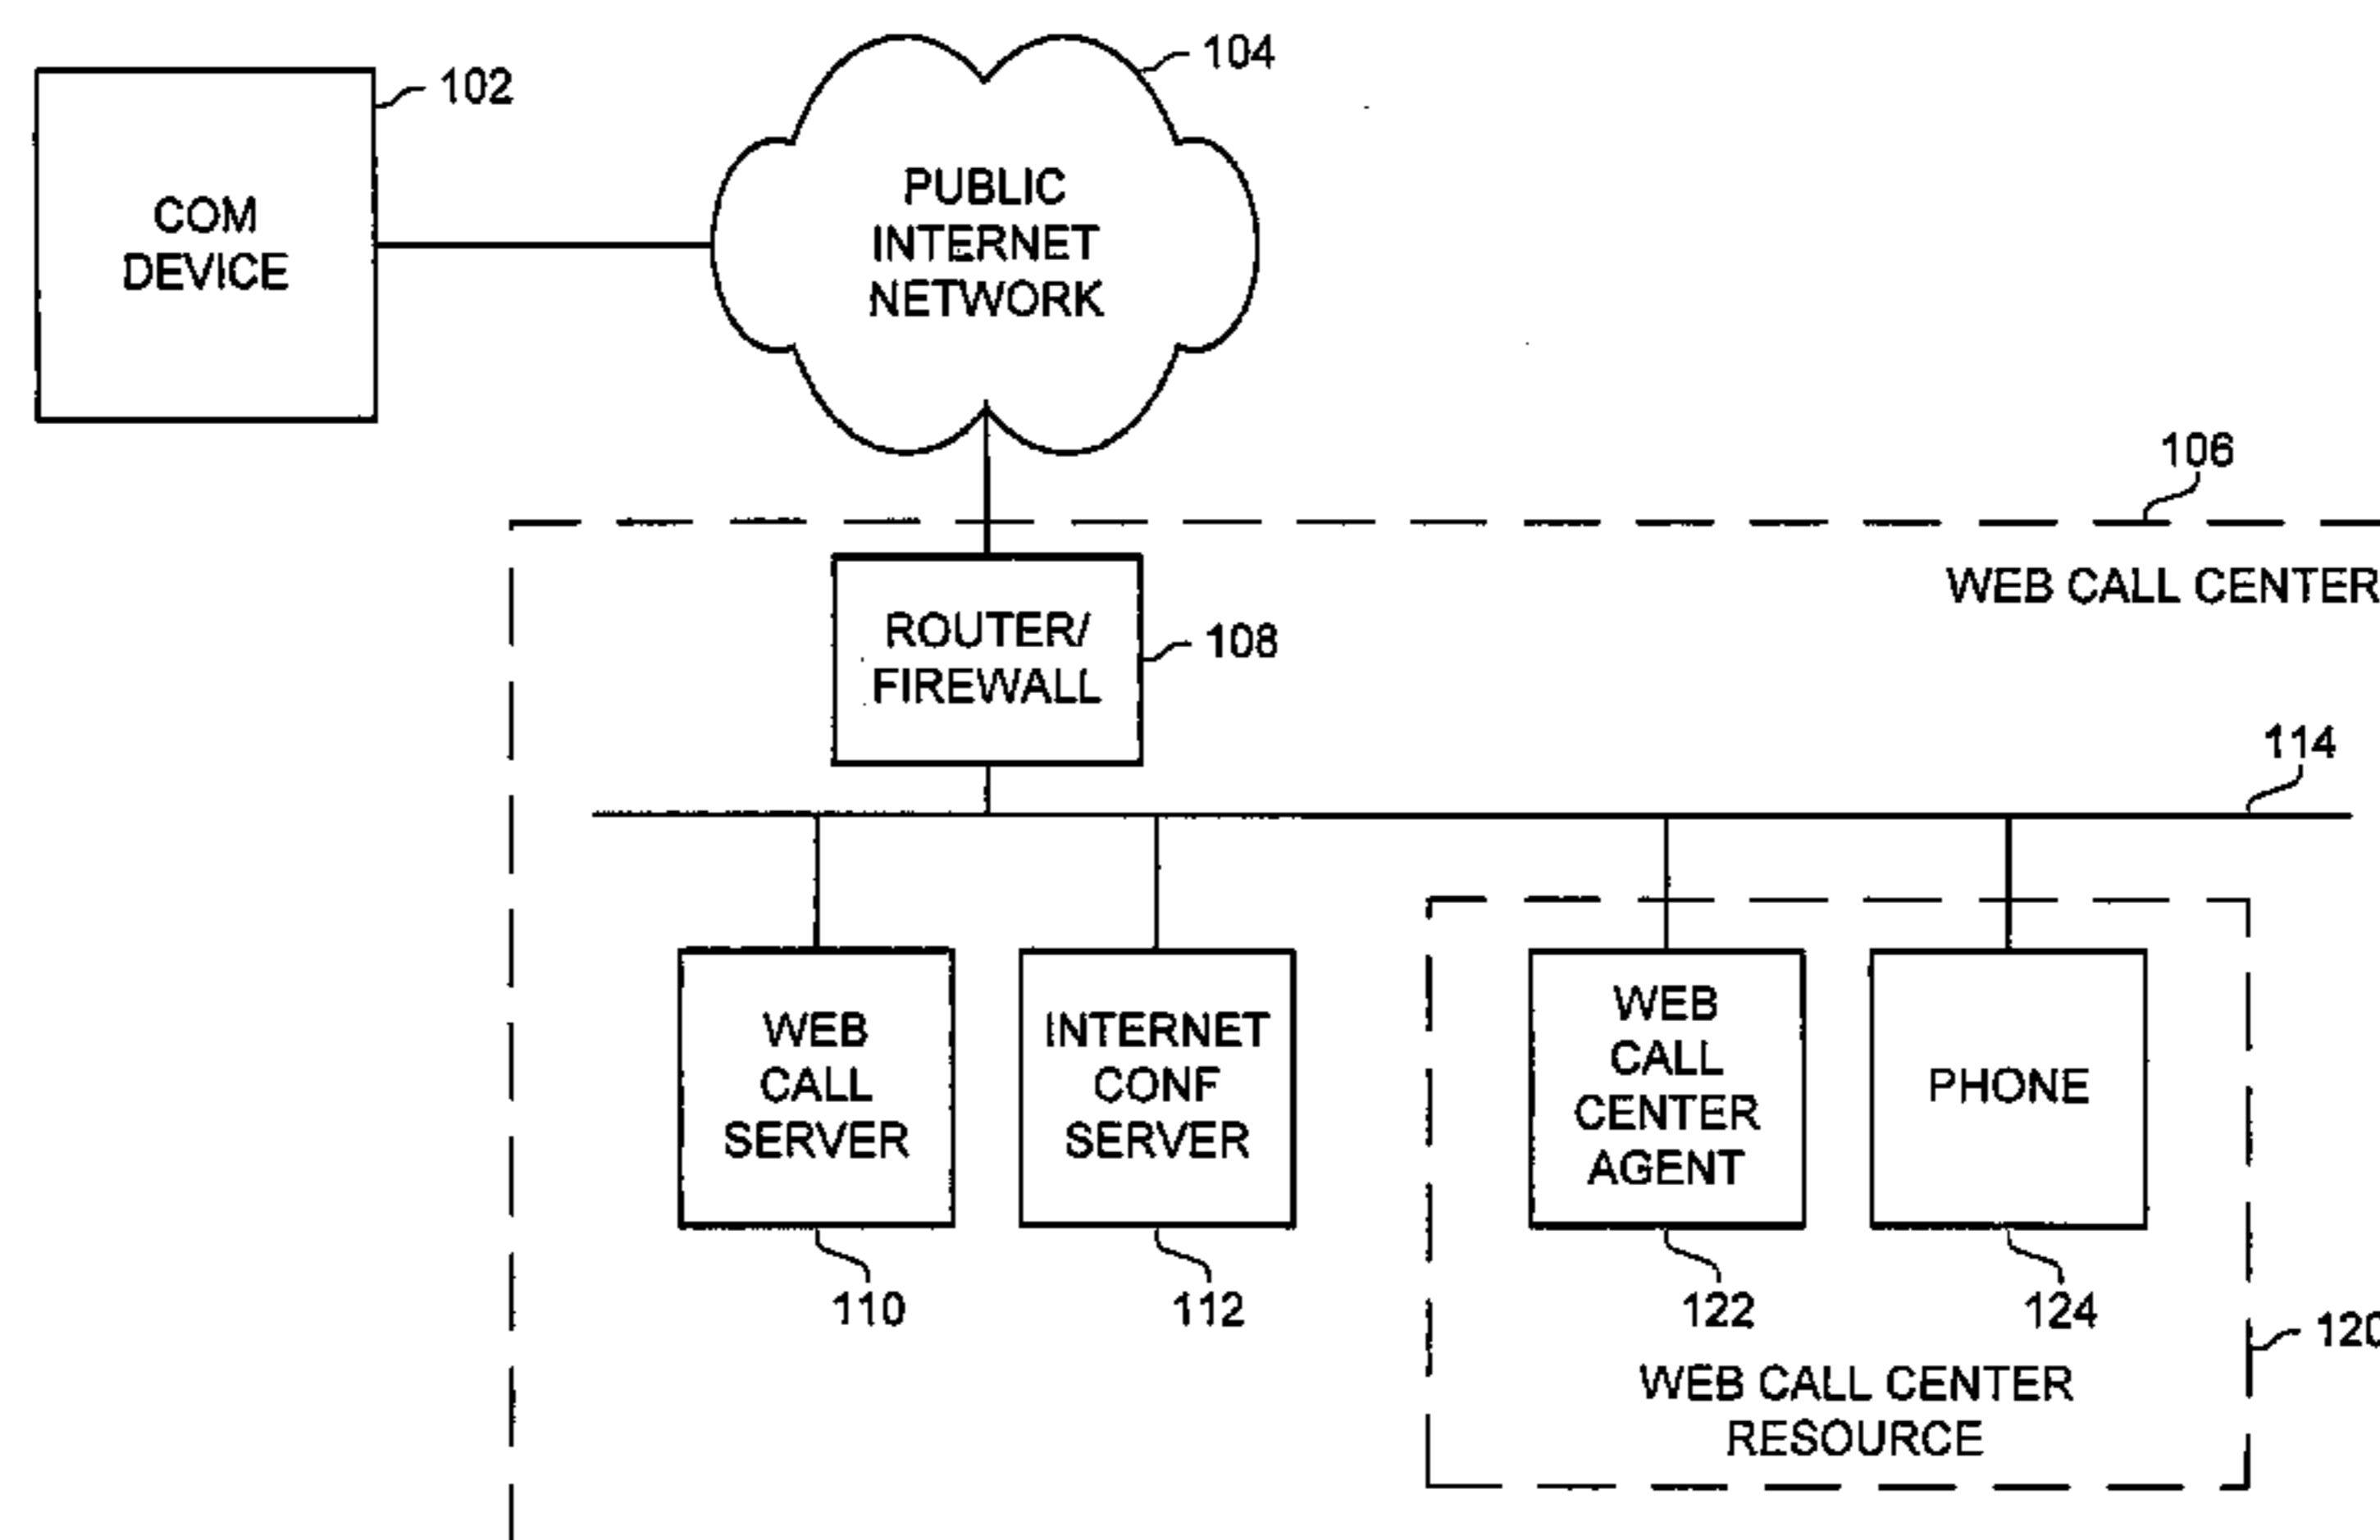 104
102
COM
DEVICE
PUBLIC
INTERNET
NETWORK
106
WEB CALL CENTER
ROUTER/
FIREWALL
108
114
WEB
CALL
SERVER
INTERNET
CONF
SERVER
WEB
CALL
CENTER
AGENT
PHONE
110
112
122
124
120
WEB CALL CENTER
RESOURCE